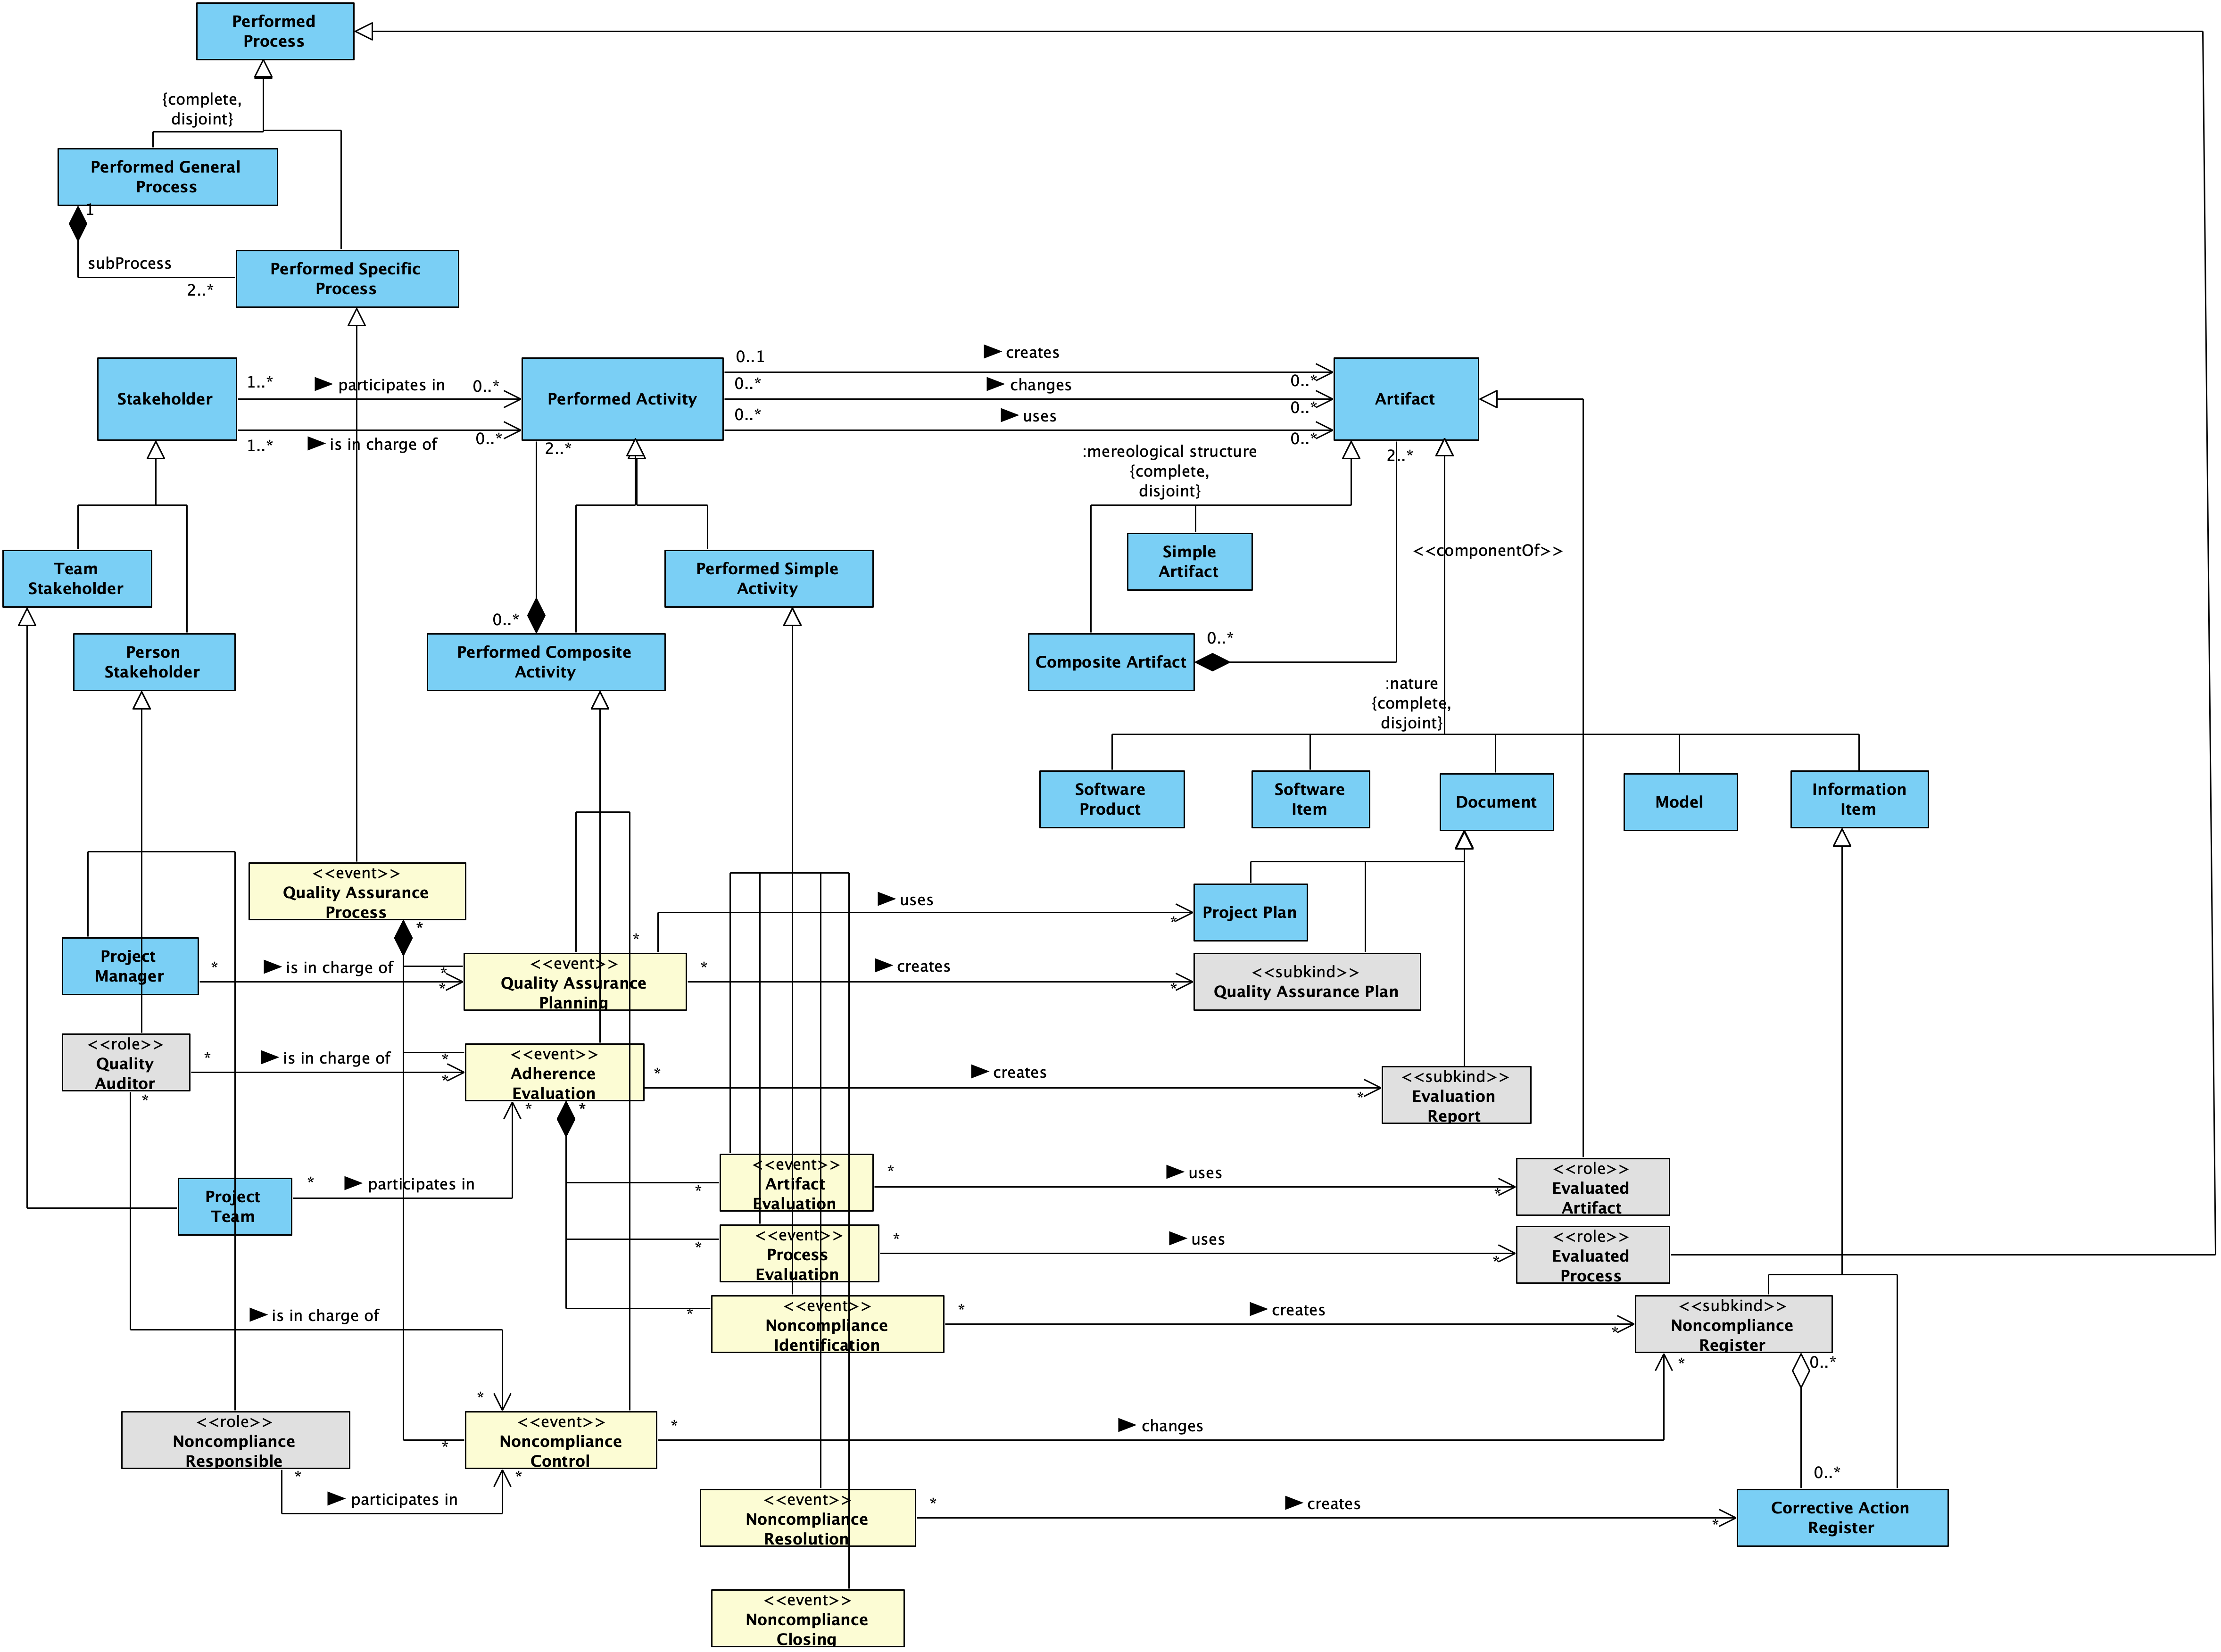 Performed
Process
{complete,
disjoint}
Performed General
Process
1
subProcess
2..*
Performed Specific
Process
Stakeholder
1..*
participates in
0..*
1..*
is in charge of
0..*
Performed Activity
0..1
creates
0..*
0..*
changes
0..*
0..*
uses
0..*
Artifact
2..*
:mereological structure
{complete,
disjoint}
2..*
<<componentOf>>
Team
Stakeholder
Performed Simple
Activity
Simple
Artifact
0..*
Person
Stakeholder
Performed Composite
Activity
Composite Artifact
0..*
:nature
{complete,
disjoint}
Software
Product
Software
Item
Document
Model
Information
Item
<<event>>
Quality Assurance
Process
*
uses
*
*
Project Plan
Project
Manager
*
is in charge of
*
*
<<event>>
Quality Assurance
Planning
*
creates
*
<<subkind>>
Quality Assurance Plan
<<role>>
Quality
Auditor
*
is in charge of
*
*
*
<<event>>
Adherence
Evaluation
*
creates
*
<<subkind>>
Evaluation
Report
*
*
Project
Team
*
participates in
*
<<event>>
Artifact
Evaluation
*
uses
*
<<role>>
Evaluated
Artifact
*
<<event>>
Process
Evaluation
*
uses
*
<<role>>
Evaluated
Process
*
<<event>>
Noncompliance
Identification
*
creates
*
<<subkind>>
Noncompliance
Register
is in charge of
*
*
0..*
<<role>>
Noncompliance
Responsible
*
*
<<event>>
Noncompliance
Control
*
changes
*
participates in
0..*
<<event>>
Noncompliance
Resolution
*
creates
*
Corrective Action
Register
<<event>>
Noncompliance
Closing